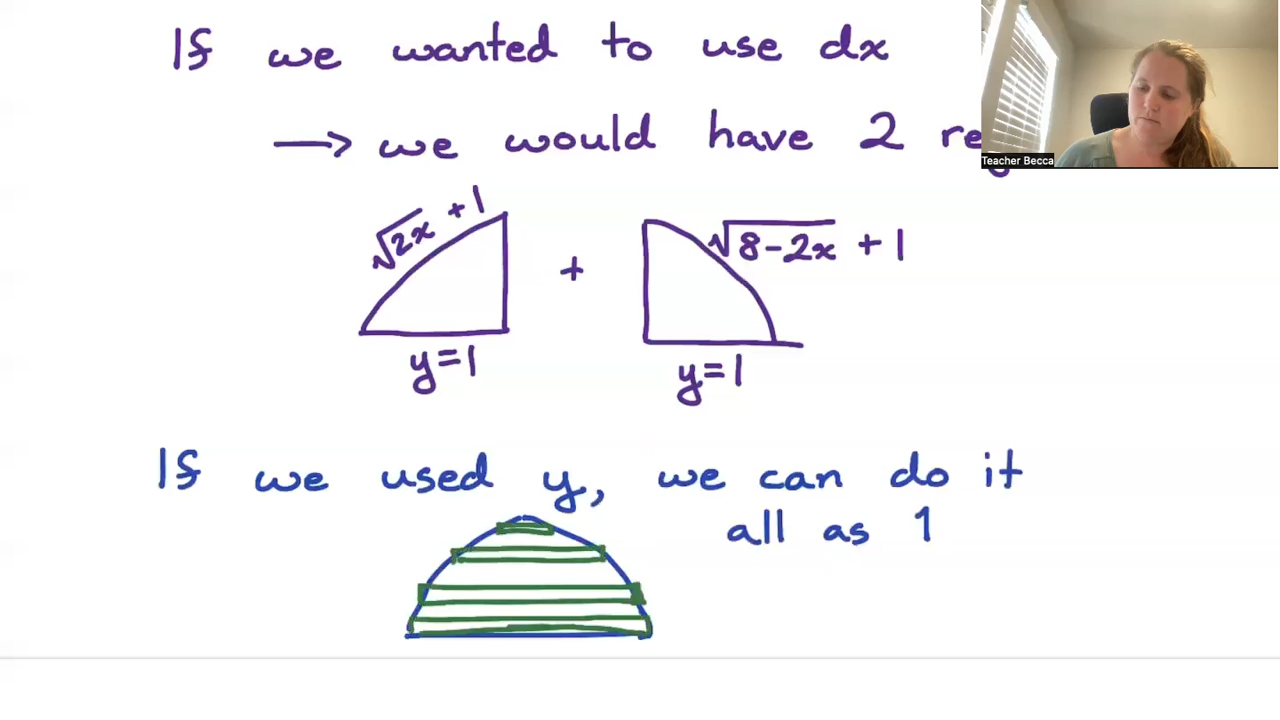 If we wanted to use dx
→ we would have 2
Teacher Becca
√2x + 1
+
√8-2x + 1
y=1
y=1
If we used y, we can do it
all as 1